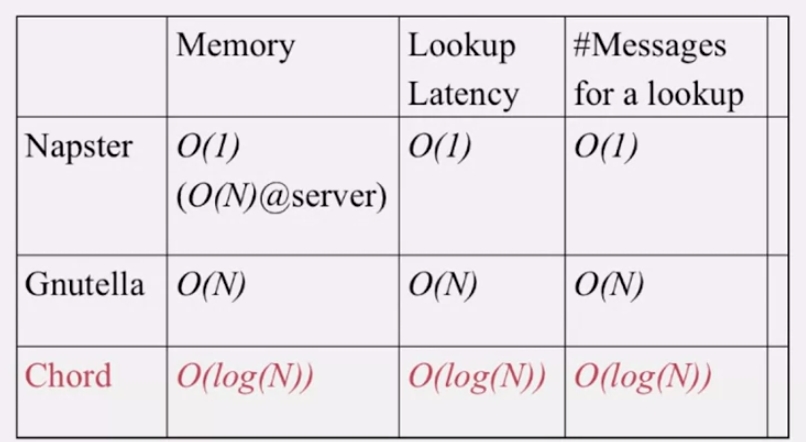 Memory
Lookup
Latency
#Messages
for a lookup
Napster
O(1)
(O(N)@server)
O(1)
O(1)
Gnutella
O(N)
O(N)
O(N)
Chord
O(log(N))
O(log(N))
O(log(N))